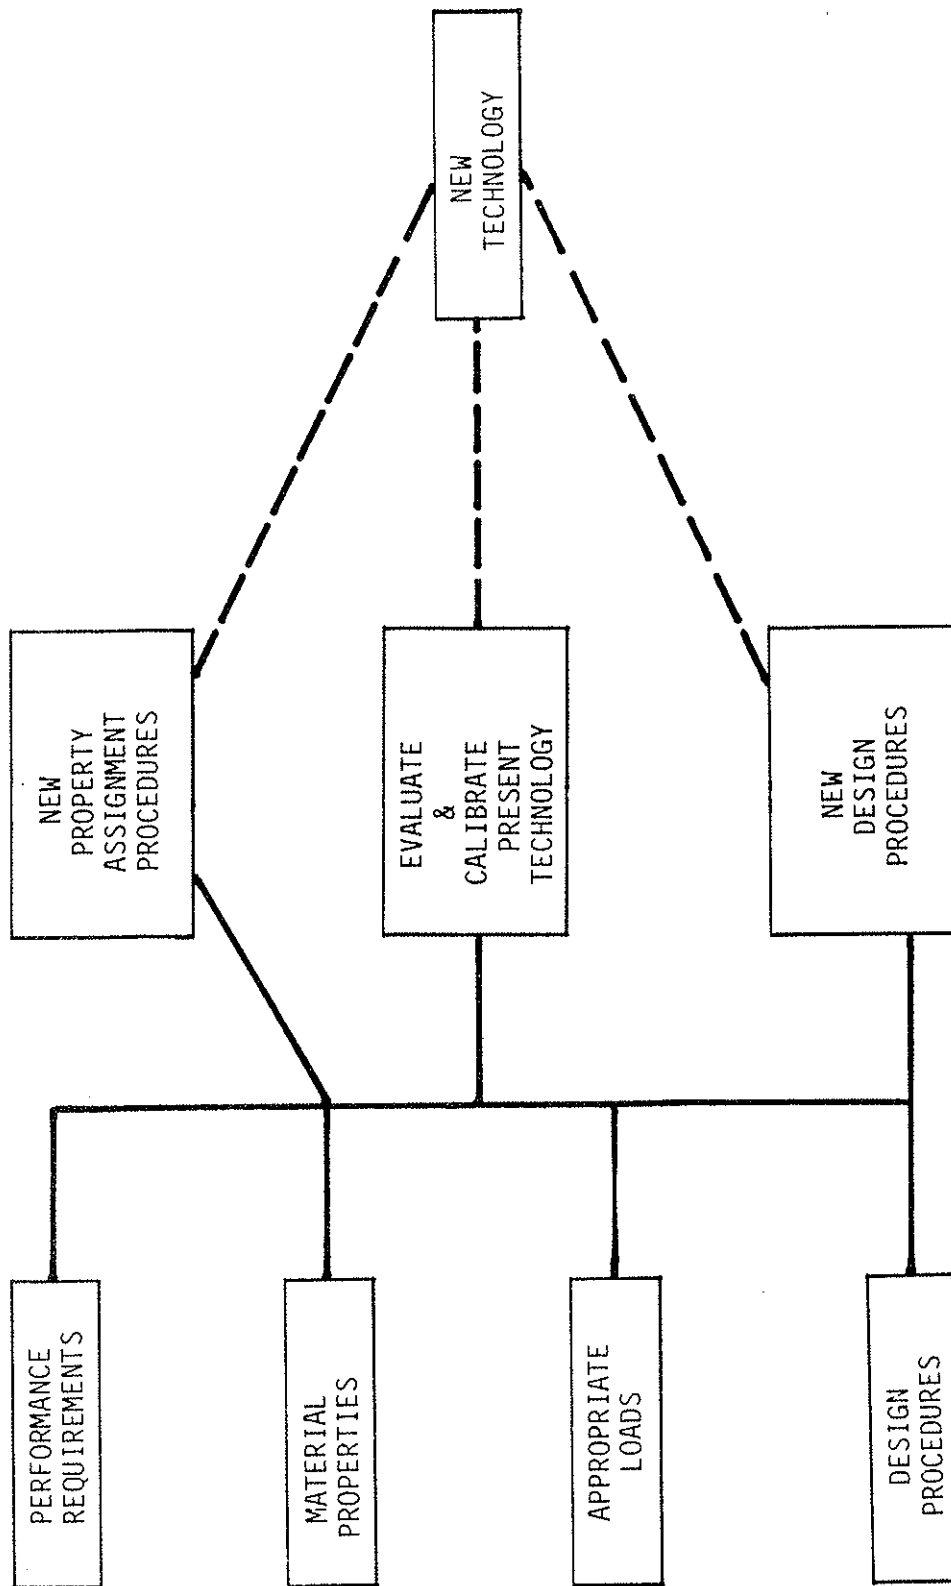 PERFORMANCE
REQUIREMENTS
MATERIAL
PROPERTIES
APPROPRIATE
LOADS
DESIGN
PROCEDURES
NEW
PROPERTY
ASSIGNMENT
PROCEDURES
EVALUATE
&
CALIBRATE
PRESENT
TECHNOLOGY
NEW
DESIGN
PROCEDURES
NEW
TECHNOLOGY